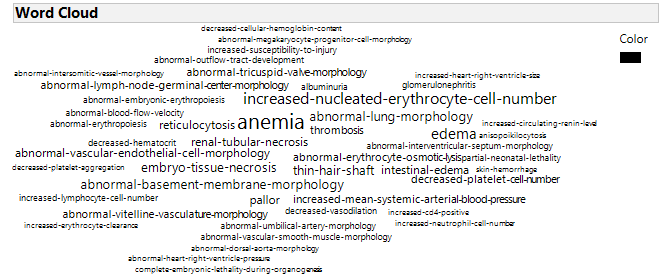 Word Cloud
decreased-cellular-hemoglobin-content
Color
abnormal-megakaryocyte-progenitor-cell-morphology
increased-susceptibility-to-injury
abnormal-outflow-tract-development
abnormal-intersomitic-vessel-morphology
abnormal-tricuspid-valve-morphology
increased-heart-right-ventricle-size
abnormal-lymph-node-germinal-center-morphology
albuminuria
glomerulonephritis
abnormal-embryonic-erythropoiesis
increased-nucleated-erythrocyte-cell-number
abnormal-blood-flow-velocity
abnormal-erythropoiesis
reticulocytosis
anemia
abnormal-lung-morphology
increased-circulating-renin-level
thrombosis
edema
anisopoikilocytosis
decreased-hematocrit
renal-tubular-necrosis
abnormal-interventricular-septum-morphology
abnormal-vascular-endothelial-cell-morphology
abnormal-erythrocyte-osmotic-lysis
partial-neonatal-lethality
decreased-platelet-aggregation
embryo-tissue-necrosis
thin-hair-shaft
intestinal-edema
skin-hemorrhage
abnormal-basement-membrane-morphology
decreased-platelet-cell-number
increased-lymphocyte-cell-number
pallor
increased-mean-systemic-arterial-blood-pressure
abnormal-vitelline-vasculature-morphology
decreased-vasodilation
increased-cd4-positive
increased-erythrocyte-clearance
abnormal-umbilical-artery-morphology
increased-neutrophil-cell-number
abnormal-vascular-smooth-muscle-morphology
abnormal-dorsal-aorta-morphology
abnormal-heart-right-ventricle-pressure
complete-embryonic-lethality-during-organogenesis